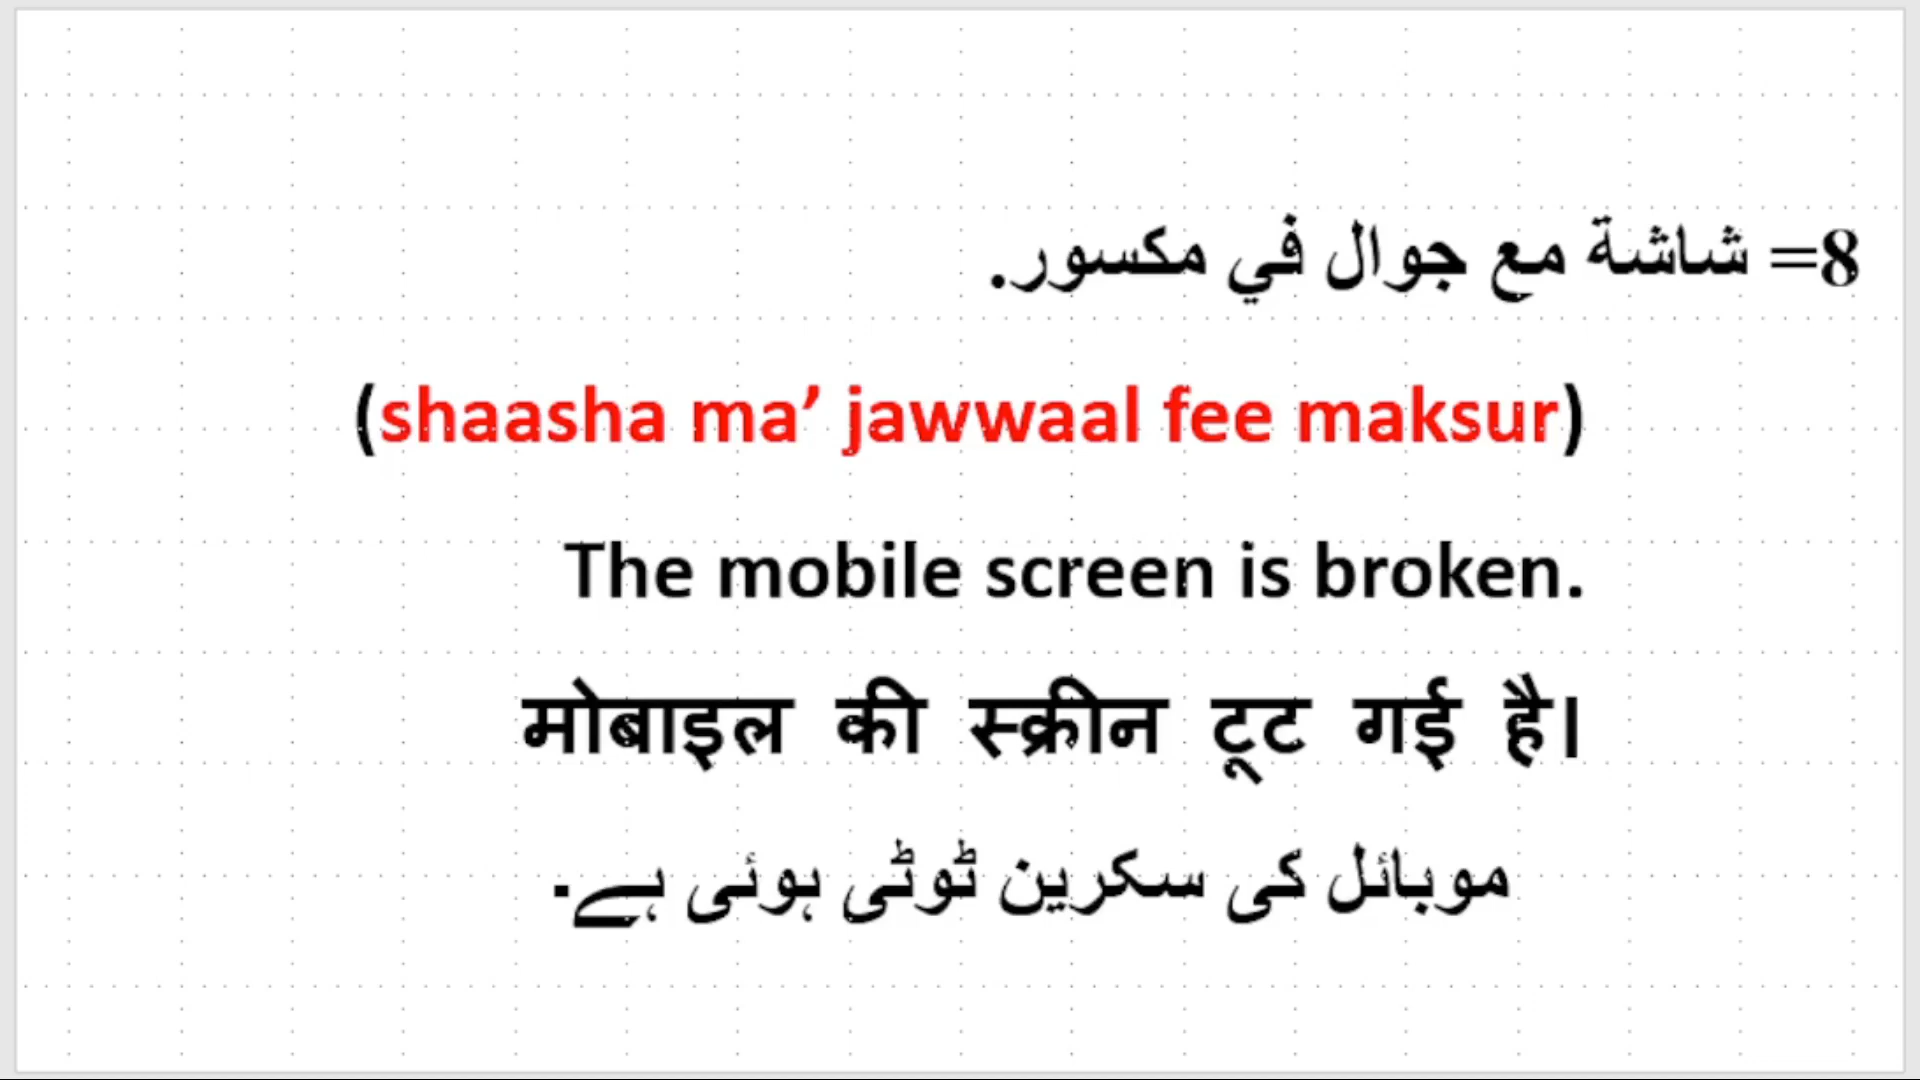 8= شاشة مع جوال في مكسور.
(shaasha ma’ jawwaal fee maksur)
The mobile screen is broken.
मोबाइल की स्क्रीन टूट गई है।
موبائل کی سکرین ٹوٹی ہوئی ہے۔